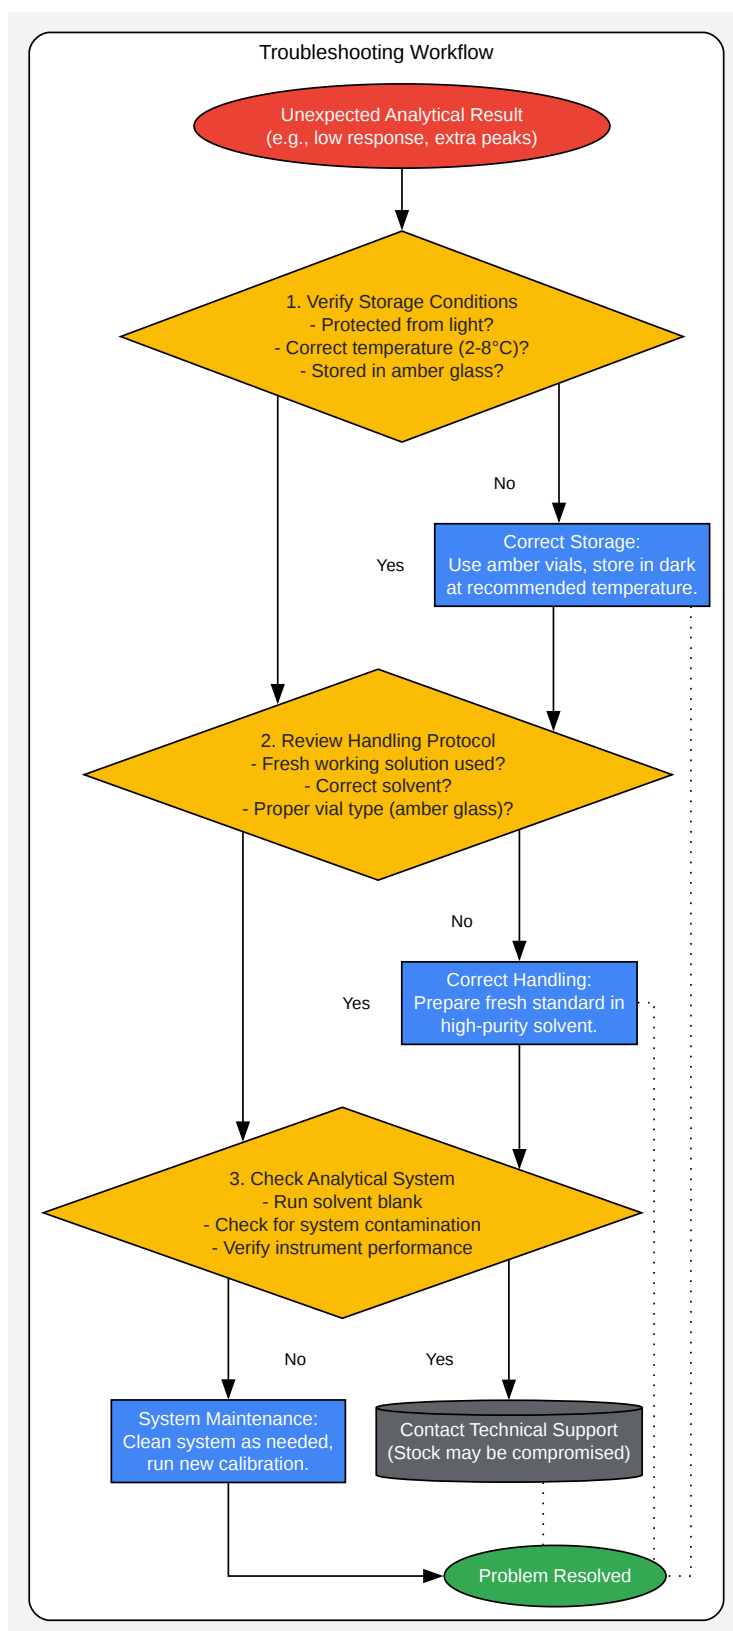 Troubleshooting Workflow
Unexpected Analytical Result
(e.g., low response, extra peaks)
1. Verify Storage Conditions
- Protected from light?
- Correct temperature (2-8°C)?
- Stored in amber glass?
No
Yes
Correct Storage:
Use amber vials, store in dark
at recommended temperature.
2. Review Handling Protocol
- Fresh working solution used?
- Correct solvent?
- Proper vial type (amber glass)?
No
Yes
Correct Handling:
Prepare fresh standard in
high-purity solvent.
3. Check Analytical System
- Run solvent blank
- Check for system contamination
- Verify instrument performance
No
Yes
System Maintenance:
Clean system as needed,
run new calibration.
Contact Technical Support
(Stock may be compromised)
Problem Resolved